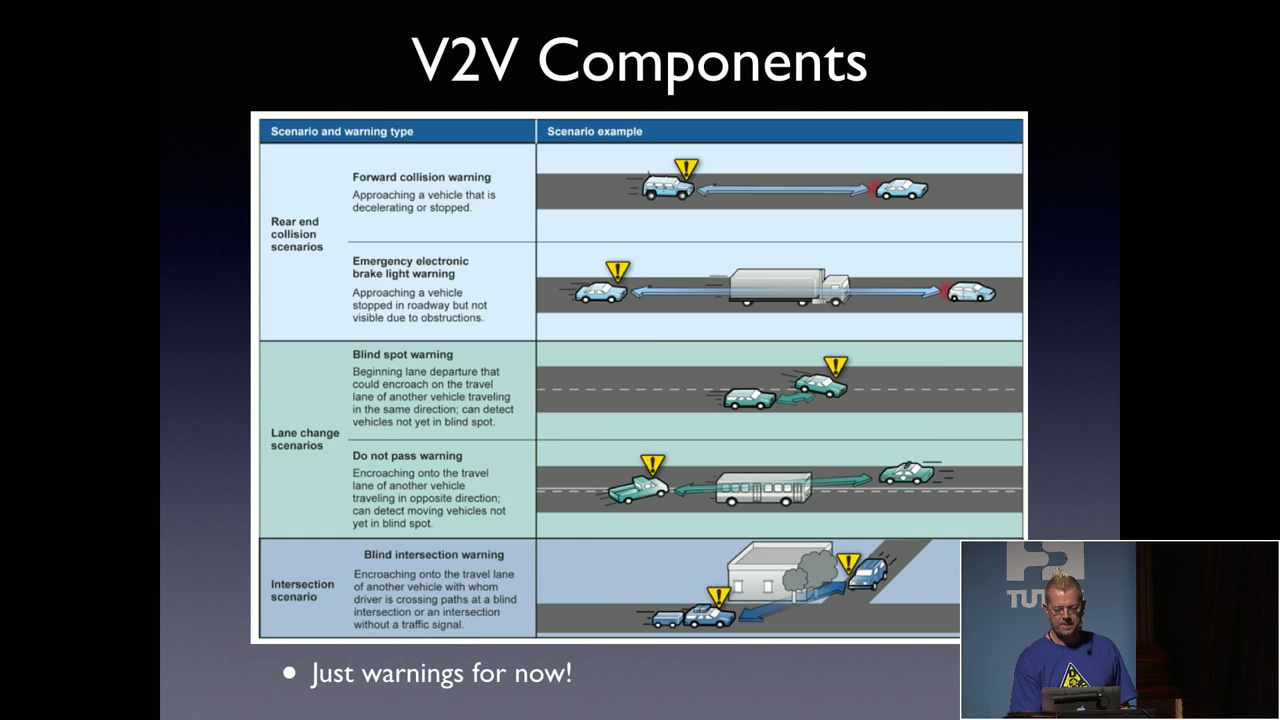 V2V Components
Scenario and warning type
Scenario example
Rear end
collision
scenarios
Forward collision warning
Approaching a vehicle that is
decelerating or stopped.
Emergency electronic
brake light warning
Approaching a vehicle
stopped in roadway but not
visible due to obstructions.
Lane change
scenarios
Blind spot warning
Beginning lane departure that
could encroach on the travel
lane of another vehicle traveling
in the same direction; can detect
vehicles not yet in blind spot.
Do not pass warning
Encroaching onto the travel
lane of another vehicle
traveling in opposite direction;
can detect moving vehicles not
yet in blind spot.
Intersection
scenario
Blind intersection warning
Encroaching onto the travel lane
of another vehicle with whom
driver is crossing paths at a blind
intersection or an intersection
without a traffic signal.
• Just warnings for now!